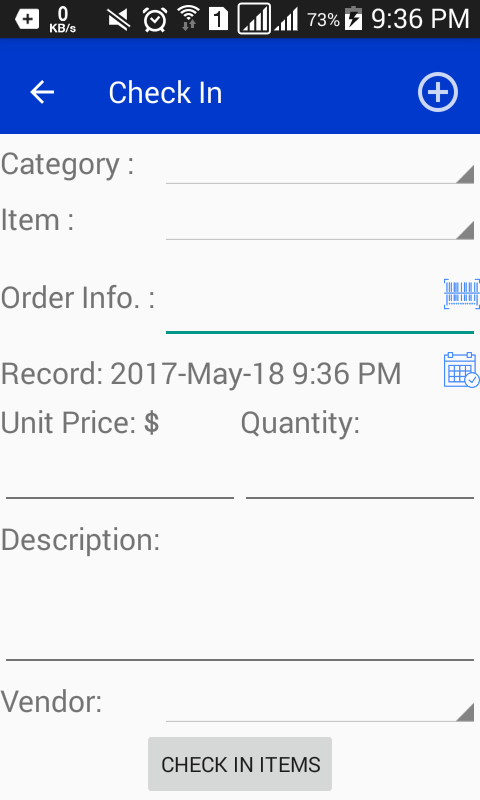 0 KB/s 1 73% 9:36 PM
Check In
Category :
Item :
Order Info. :
Record: 2017-May-18 9:36 PM
Unit Price: $ Quantity:
Description:
Vendor:
CHECK IN ITEMS